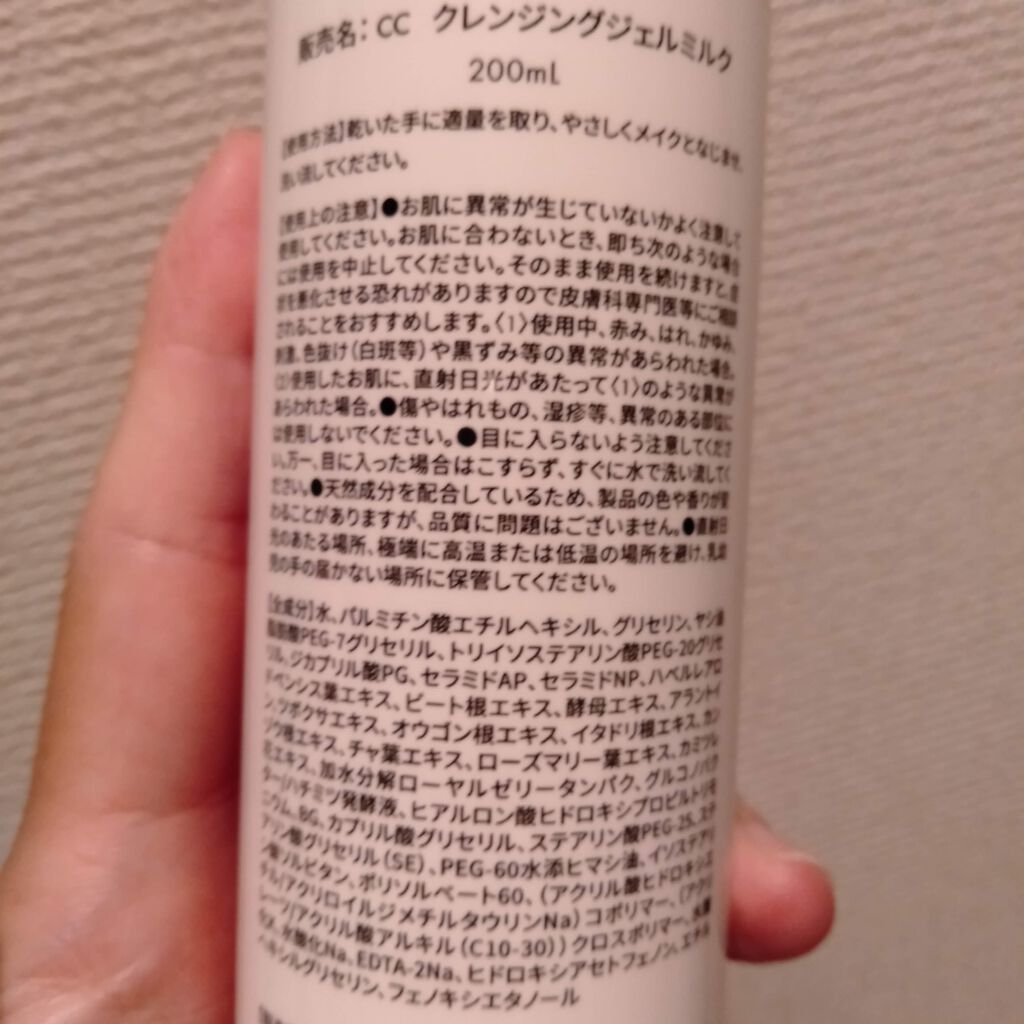 販売名：CC クレンジングジェルミルク
200mL
【使用方法】乾いた手に適量を取り、やさしくメイクとなじませ、
洗い流してください。
【使用上の注意】●お肌に異常が生じていないかよく注意して
使用してください。お肌に合わないとき、即ち次のような場合
には使用を中止してください。そのまま使用を続けますと、症
状を悪化させる恐れがありますので皮膚科専門医等にご相談
されることをおすすめします。〈1〉使用中、赤み、はれ、かゆみ、
刺激、色抜け（白斑等）や黒ずみ等の異常があらわれた場合。
〈2〉使用したお肌に、直射日光があたって〈1〉のような異常が
あらわれた場合。●傷やはれもの、湿疹等、異常のある部位に
は使用しないでください。●目に入らないよう注意してくださ
い。万一、目に入った場合はこすらず、すぐに水で洗い流してく
ださい。●天然成分を配合しているため、製品の色や香りが変
わることがありますが、品質に問題はございません。●直射日
光のあたる場所、極端に高温または低温の場所を避け、乳幼
児の手の届かない場所に保管してください。
【全成分】水、パルミチン酸エチルヘキシル、グリセリン、ヤシ油
脂肪酸PEG-7グリセリル、トリイソステアリン酸PEG-20グリセ
リル、ジカプリル酸PG、セラミドAP、セラミドNP、ハベルレアロ
ドペンシス葉エキス、ビート根エキス、酵母エキス、アラントイ
ン、ツボクサエキス、オウゴン根エキス、イタドリ根エキス、カン
ゾウ根エキス、チャ葉エキス、ローズマリー葉エキス、カミツレ
花エキス、加水分解ローヤルゼリータンパク、グルコノバク
ター/ハチミツ発酵液、ヒアルロン酸ヒドロキシプロピルトリモ
ニウム、BG、カプリル酸グリセリル、ステアリン酸PEG-25、ステ
アリン酸グリセリル（SE）、PEG-60水添ヒマシ油、イソステアリ
ン酸ソルビタン、ポリソルベート60、（アクリル酸ヒドロキシエ
チル/アクリロイルジメチルタウリンNa）コポリマー、（アクリ
レーツ/アクリル酸アルキル（C10-30））クロスポリマー、水酸
化K、水酸化Na、EDTA-2Na、ヒドロキシアセトフェノン、エチル
ヘキシルグリセリン、フェノキシエタノール